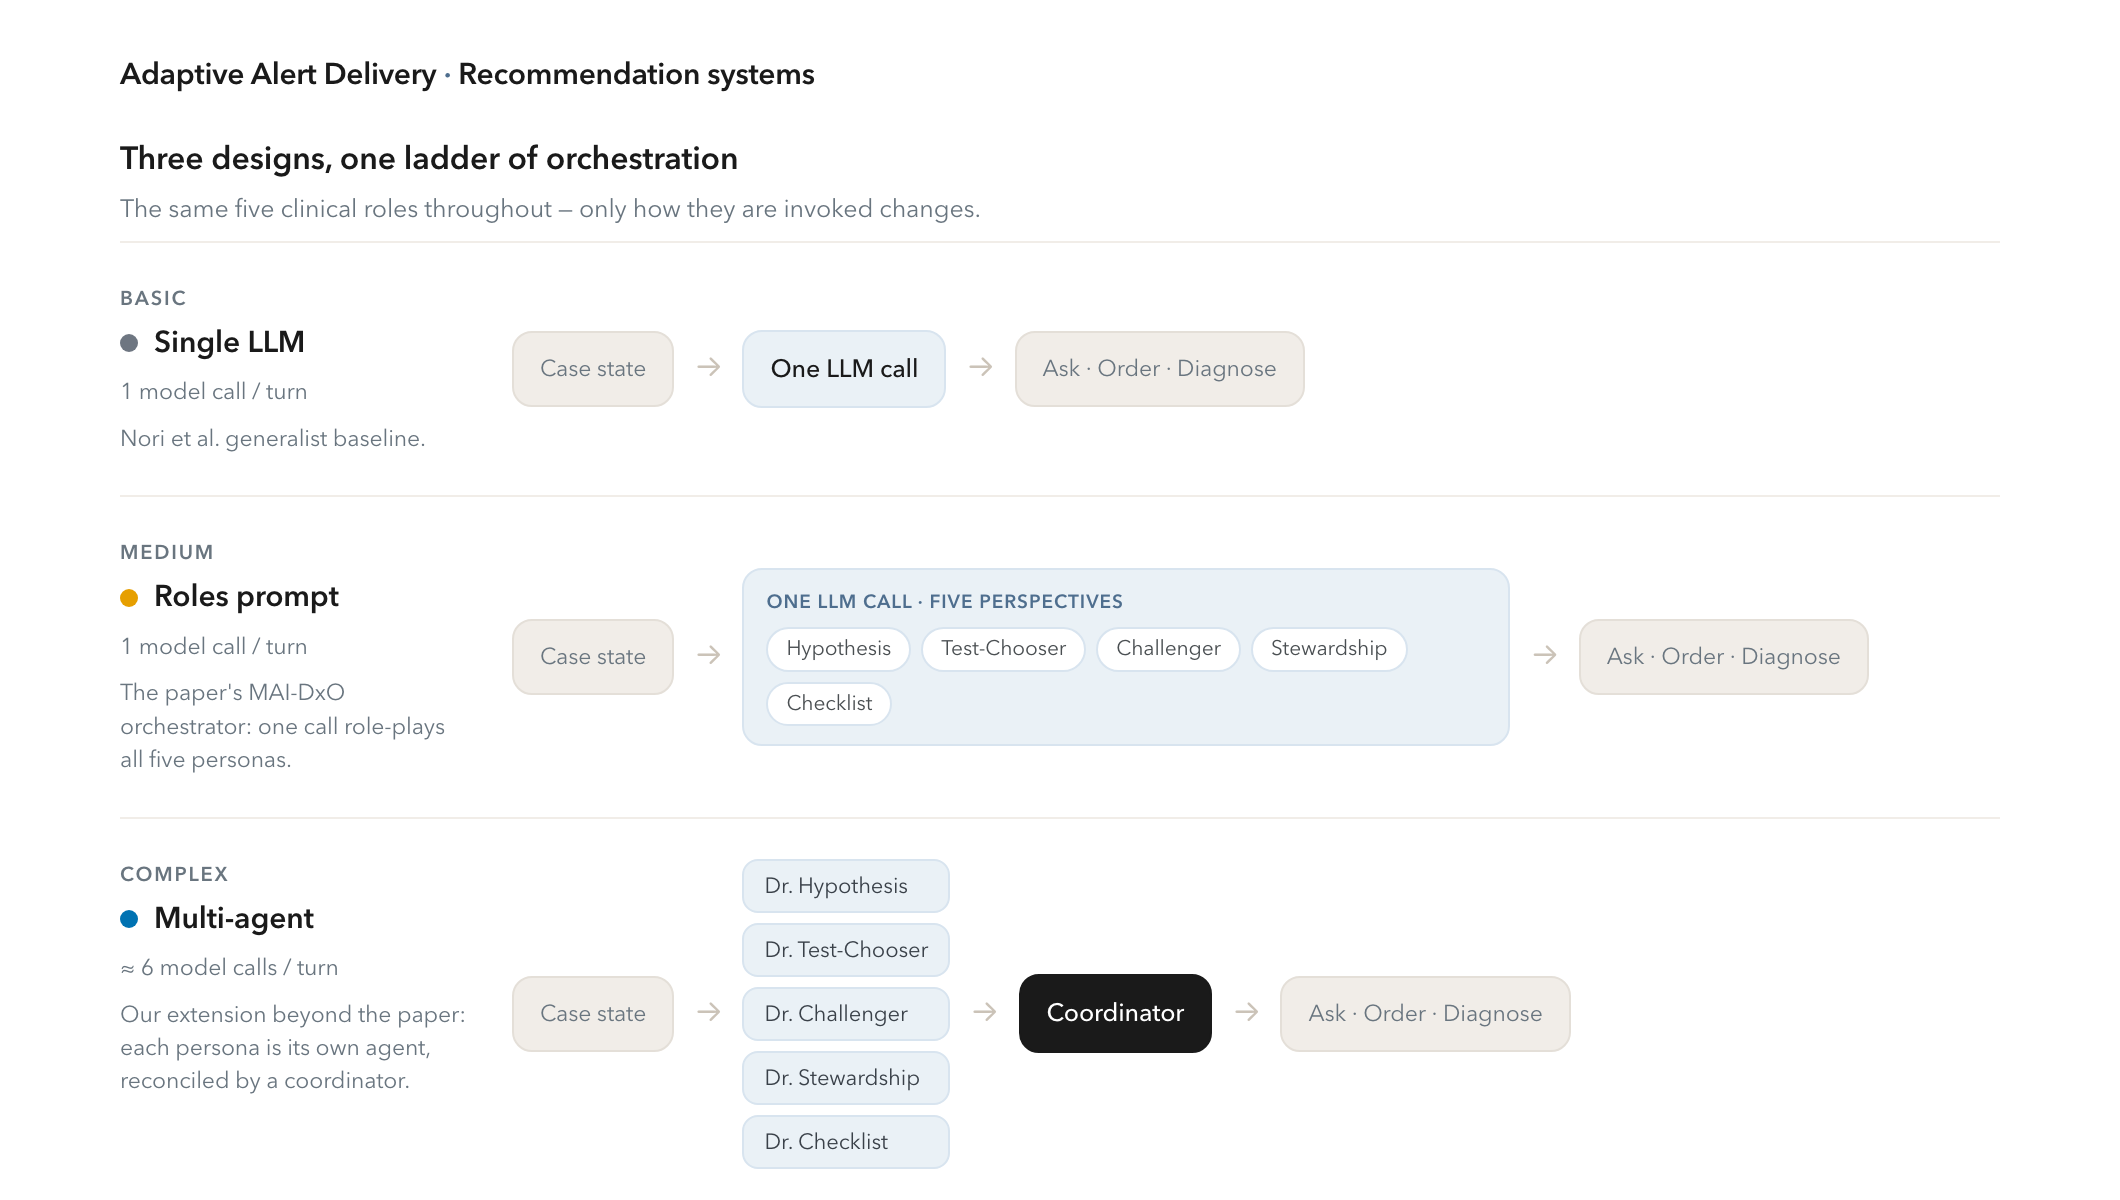 Adaptive Alert Delivery · Recommendation systems
Three designs, one ladder of orchestration
The same five clinical roles throughout – only how they are invoked changes.
BASIC
Single LLM
1 model call / turn
Nori et al. generalist baseline.
Case state
→
One LLM call
→
Ask · Order · Diagnose
MEDIUM
Roles prompt
1 model call / turn
The paper's MAI-DxO
orchestrator: one call role-plays
all five personas.
Case state
→
ONE LLM CALL · FIVE PERSPECTIVES
Hypothesis
Test-Chooser
Challenger
Stewardship
Checklist
→
Ask · Order · Diagnose
COMPLEX
Multi-agent
≈ 6 model calls / turn
Our extension beyond the paper:
each persona is its own agent,
reconciled by a coordinator.
Case state
→
Dr. Hypothesis
Dr. Test-Chooser
Dr. Challenger
Dr. Stewardship
Dr. Checklist
→
Coordinator
→
Ask · Order · Diagnose